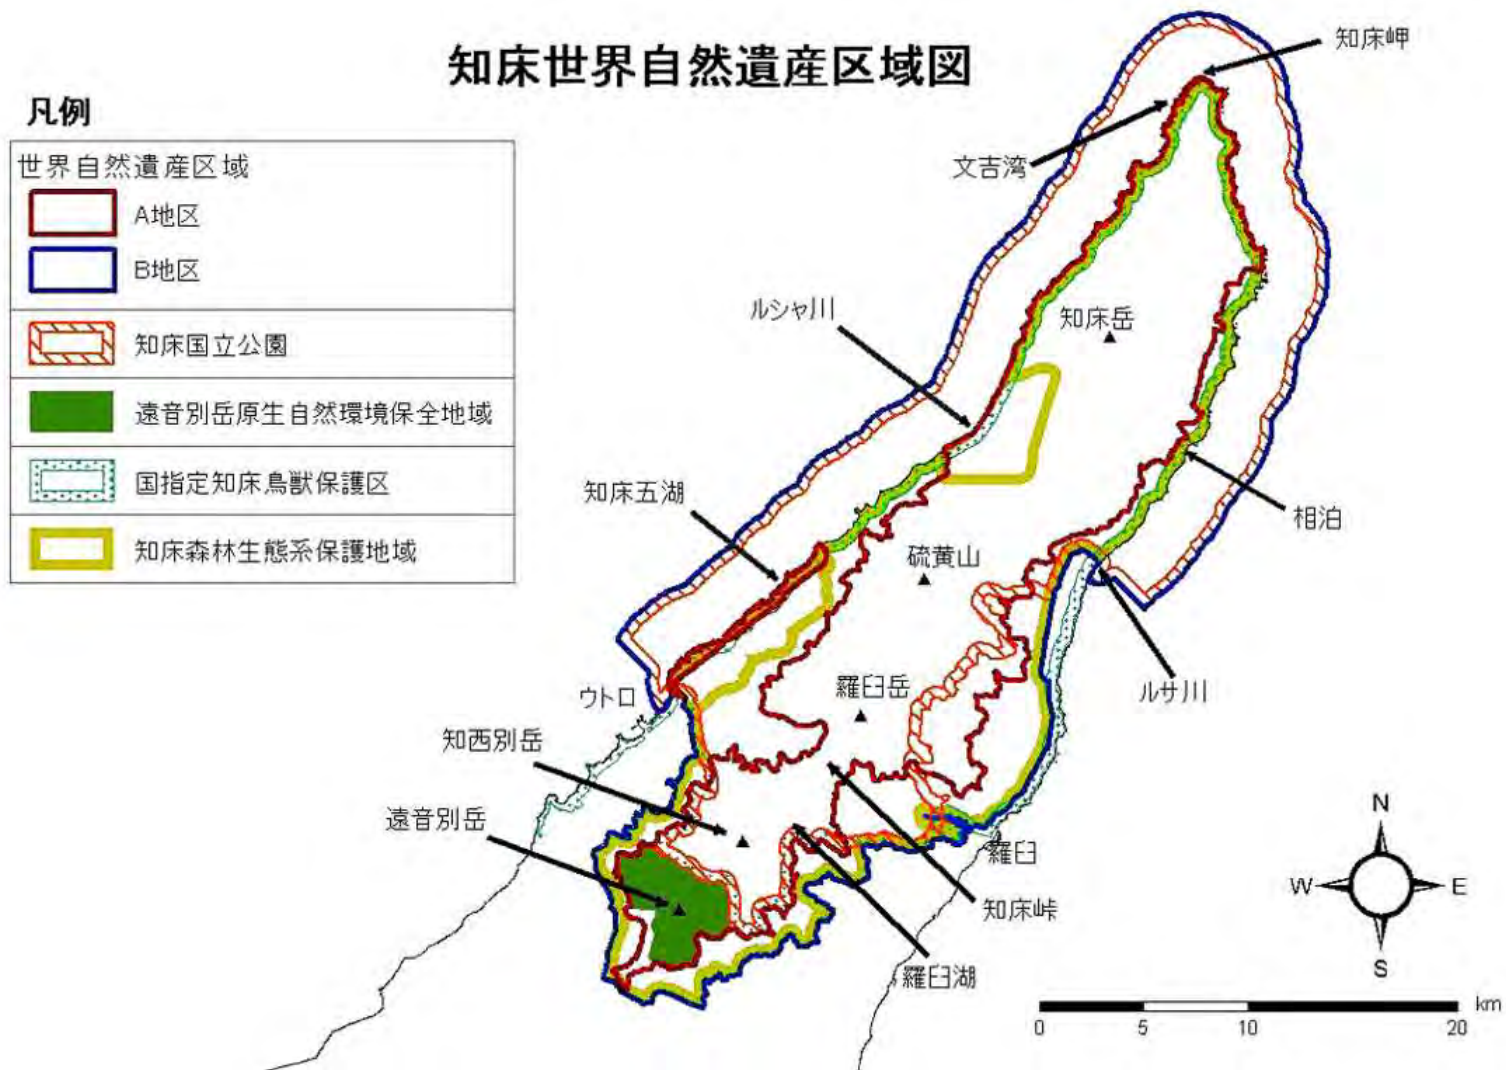 知床世界自然遺産区域図
凡例
世界自然遺産区域
A地区
B地区
知床国立公園
遠音別岳原生自然環境保全地域
国指定知床鳥獣保護区
知床森林生態系保護地域
知床岬
文吉湾
ルシャ川
知床岳
知床五湖
相泊
硫黄山
ルサ川
羅臼岳
ウトロ
知西別岳
遠音別岳
羅臼
知床峠
羅臼湖
N
W
E
S
km
0
5
10
20